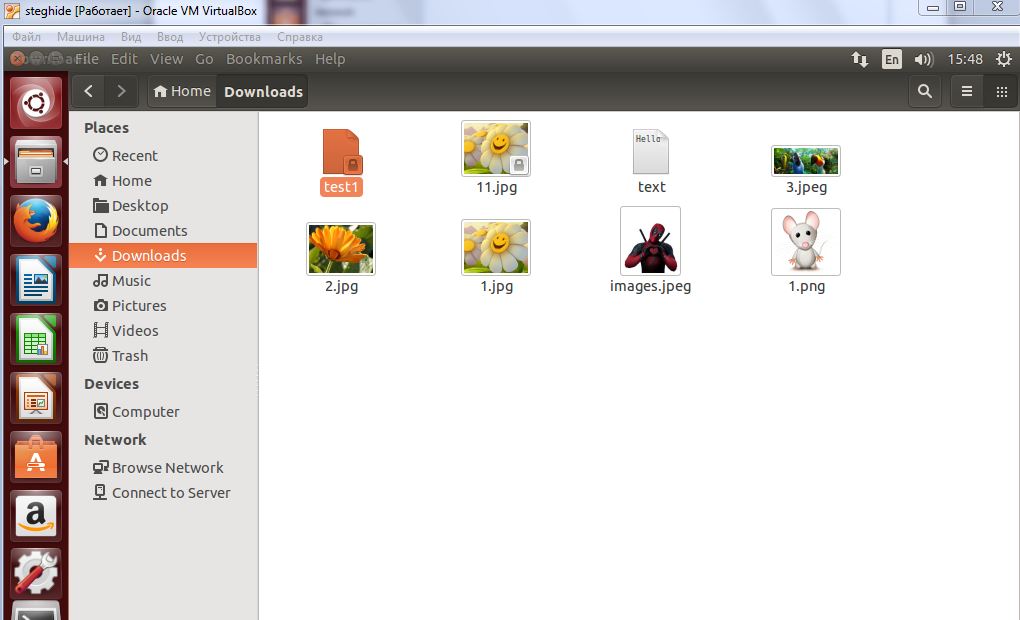 steghide [Работает] - Oracle VM VirtualBox
Файл Машина Вид Ввод Устройства Справка
File Edit View Go Bookmarks Help
En 15:48
Home Downloads
Places
Recent
Home
Desktop
Documents
Downloads
Music
Pictures
Videos
Trash
Devices
Computer
Network
Browse Network
Connect to Server
Hello
test1 11.jpg text 3.jpeg
2.jpg 1.jpg images.jpeg 1.png